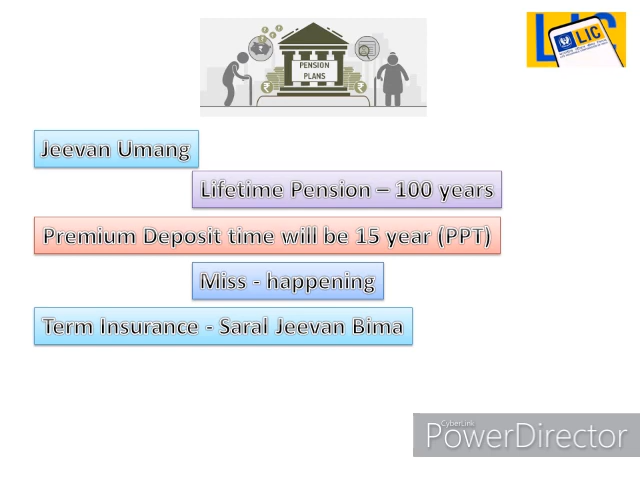 PENSION
PLANS
LIC
Jeevan Umang
Lifetime Pension – 100 years
Premium Deposit time will be 15 year (PPT)
Miss - happening
Term Insurance - Saral Jeevan Bima
CyberLink
PowerDirector